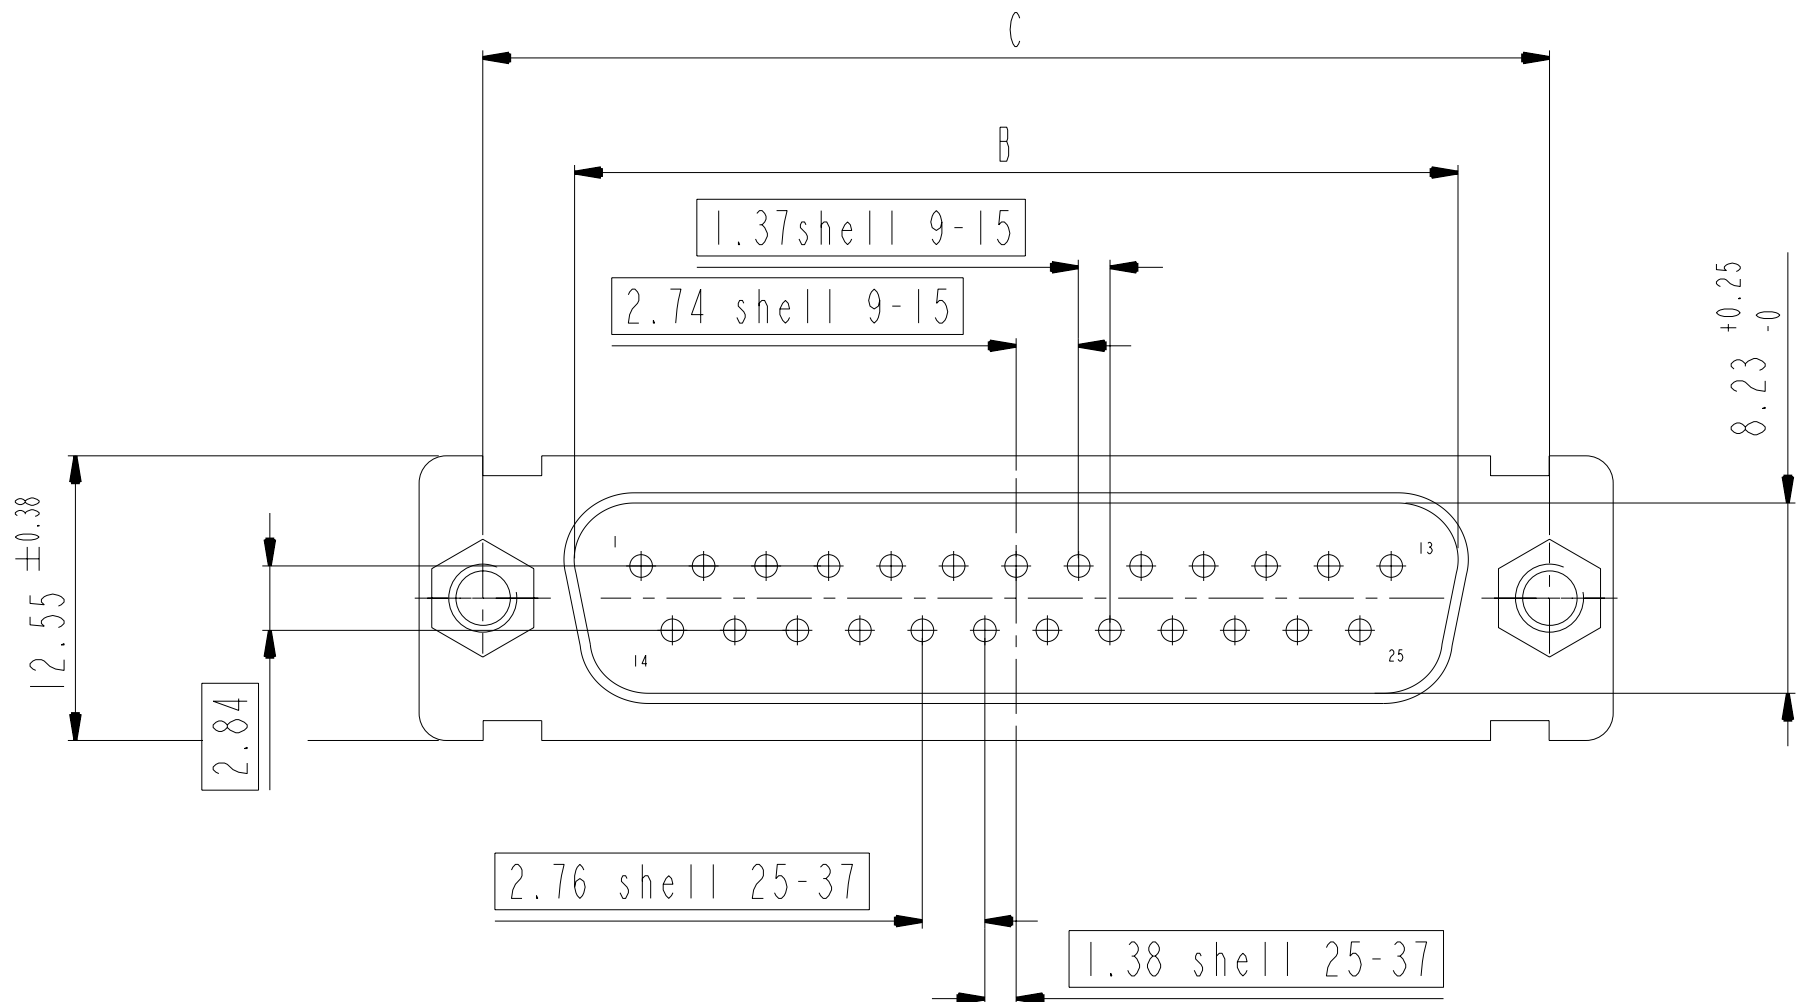 C
B
1.37shell 9-15
2.74 shell 9-15
+0.25
8.23 -0
12.55 ±0.38
1
13
14
25
2.84
2.76 shell 25-37
1.38 shell 25-37